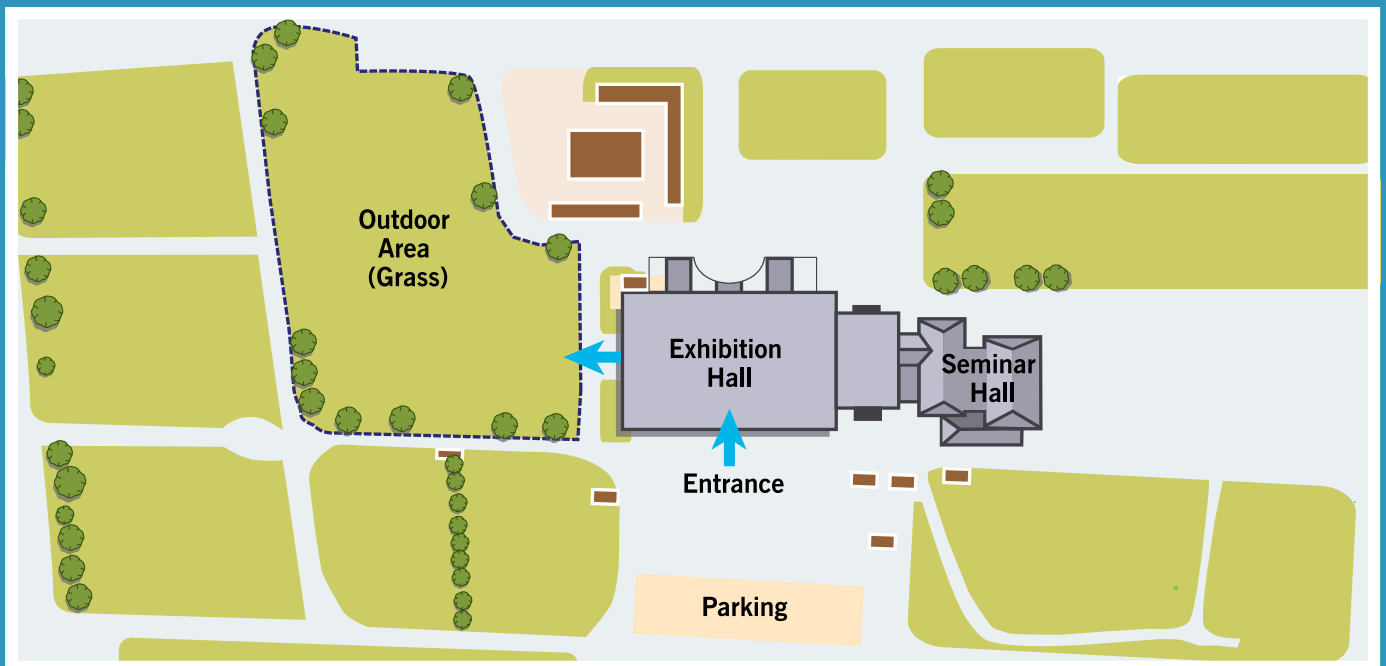 Outdoor
Area
(Grass)
Exhibition
Hall
Seminar
Hall
Entrance
Parking